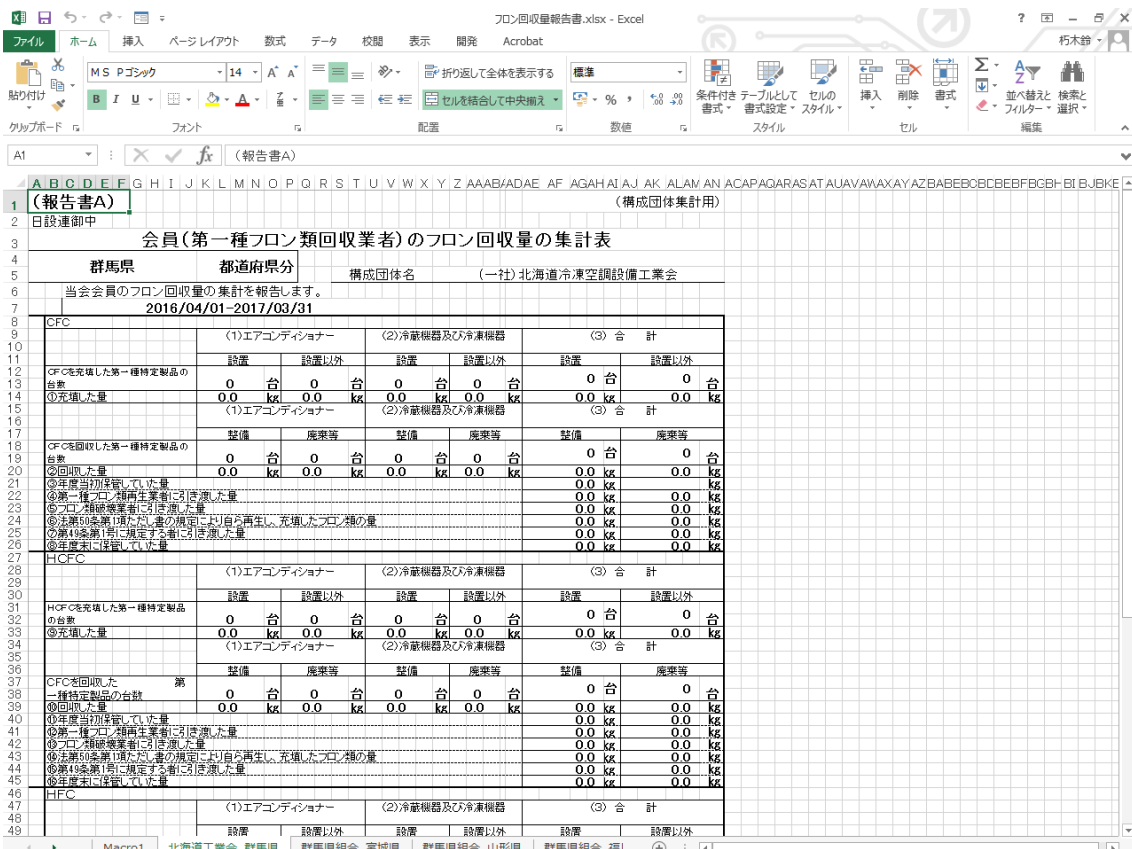 フロン回収量報告書.xlsx - Excel
ファイル ホーム 挿入 ページ レイアウト 数式 データ 校閲 表示 開発 Acrobat 朽木鈴
貼り付け MS Pゴシック 14 折り返して全体を表示する 標準
B I U セルを結合して中央揃え % 条件付き書式 テーブルとして書式設定 セルのスタイル 挿入 削除 書式 並べ替えとフィルター 検索と選択
クリップボード フォント 配置 数値 スタイル セル 編集
A1 fx (報告書A)
(報告書A) (構成団体集計用)
日設連御中
会員(第一種フロン類回収業者)のフロン回収量の集計表
群馬県 都道府県分
構成団体名 (一社)北海道冷凍空調設備工業会
当会会員のフロン回収量の集計を報告します。
2016/04/01-2017/03/31
CFC
(1)エアコンディショナー (2)冷蔵機器及び冷凍機器 (3) 合 計
設置 設置以外 設置 設置以外 設置 設置以外
CFCを充填した第一種特定製品の
台数 0 台 0 台 0 台 0 台 0 台 0 台
①充填した量 0.0 kg 0.0 kg 0.0 kg 0.0 kg 0.0 kg 0.0 kg
(1)エアコンディショナー (2)冷蔵機器及び冷凍機器 (3) 合 計
整備 廃棄等 整備 廃棄等 整備 廃棄等
CFCを回収した第一種特定製品の
台数 0 台 0 台 0 台 0 台 0 台 0 台
②回収した量 0.0 kg 0.0 kg 0.0 kg 0.0 kg 0.0 kg 0.0 kg
③年度当初保管していた量 0.0 kg kg
④第一種フロン類再生業者に引き渡した量 0.0 kg 0.0 kg
⑤フロン類破壊業者に引き渡した量 0.0 kg 0.0 kg
⑥法第50条第1項ただし書の規定により自ら再生し、充填したフロン類の量 0.0 kg 0.0 kg
⑦第49条第1号に規定する者に引き渡した量 0.0 kg 0.0 kg
⑧年度末に保管していた量 0.0 kg 0.0 kg
HCFC
(1)エアコンディショナー (2)冷蔵機器及び冷凍機器 (3) 合 計
設置 設置以外 設置 設置以外 設置 設置以外
HCFCを充填した第一種特定製品
の台数 0 台 0 台 0 台 0 台 0 台 0 台
⑨充填した量 0.0 kg 0.0 kg 0.0 kg 0.0 kg 0.0 kg 0.0 kg
(1)エアコンディショナー (2)冷蔵機器及び冷凍機器 (3) 合 計
整備 廃棄等 整備 廃棄等 整備 廃棄等
CFCを回収した 第
一種特定製品の台数 0 台 0 台 0 台 0 台 0 台 0 台
⑩回収した量 0.0 kg 0.0 kg 0.0 kg 0.0 kg 0.0 kg 0.0 kg
⑪年度当初保管していた量 0.0 kg kg
⑫第一種フロン類再生業者に引き渡した量 0.0 kg 0.0 kg
⑬フロン類破壊業者に引き渡した量 0.0 kg 0.0 kg
⑭法第50条第1項ただし書の規定により自ら再生し、充填したフロン類の量 0.0 kg 0.0 kg
⑮第49条第1号に規定する者に引き渡した量 0.0 kg 0.0 kg
⑯年度末に保管していた量 0.0 kg 0.0 kg
HFC
(1)エアコンディショナー (2)冷蔵機器及び冷凍機器 (3) 合 計
設置 設置以外 設置 設置以外 設置 設置以外
Macro1 北海道工業会 群馬県 群馬県組合 宮城県 群馬県組合 山形県 群馬県組合